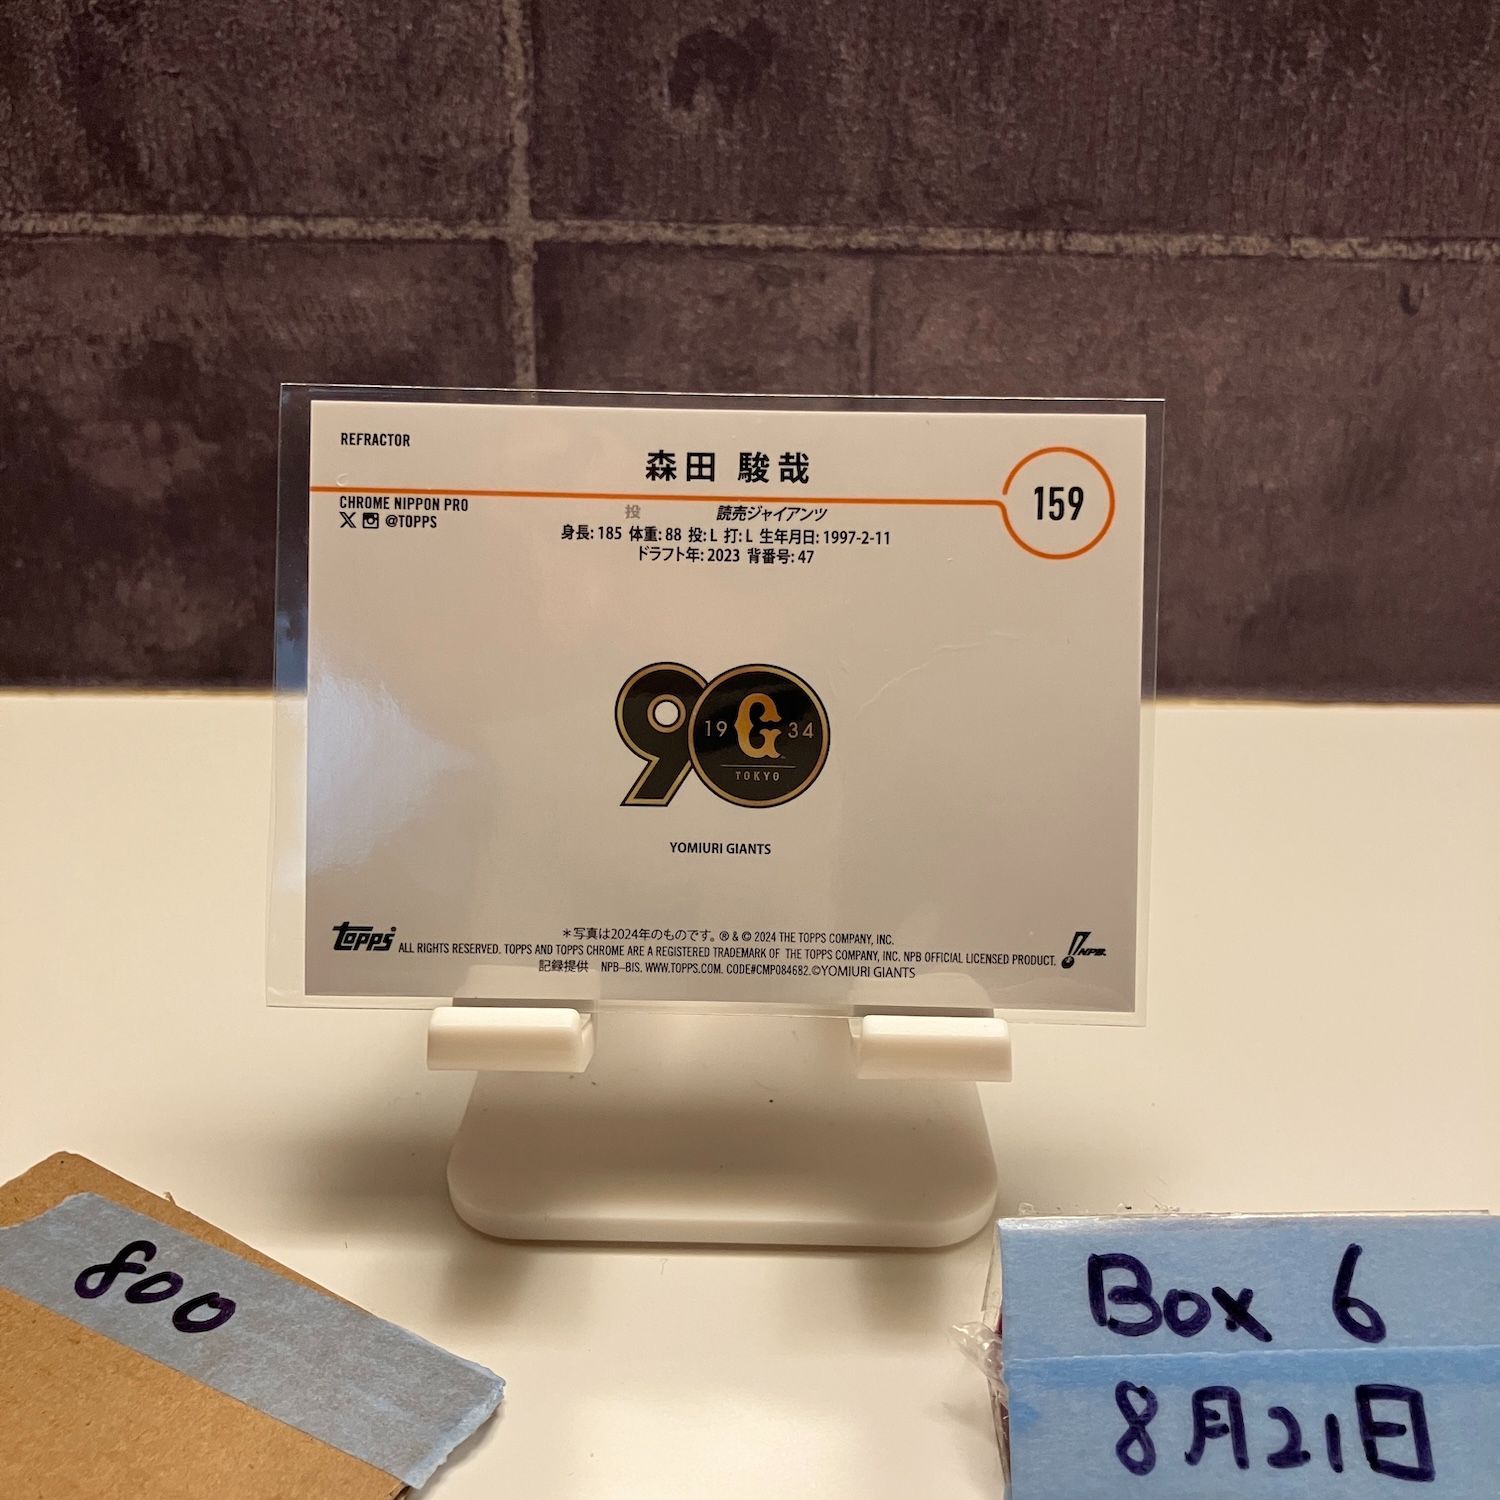 REFRACTOR
森田 駿哉
159
CHROME NIPPON PRO
@TOPPS
投 読売ジャイアンツ
身長: 185 体重: 88 投: L 打: L 生年月日: 1997-2-11
ドラフト年: 2023 背番号: 47
90
19 G 34
TOKYO
YOMIURI GIANTS
topps
＊写真は2024年のものです。® & © 2024 THE TOPPS COMPANY, INC.
ALL RIGHTS RESERVED. TOPPS AND TOPPS CHROME ARE A REGISTERED TRADEMARK OF THE TOPPS COMPANY, INC. NPB OFFICIAL LICENSED PRODUCT.
記録提供 NPB–BIS. WWW.TOPPS.COM. CODE#CMP084682.©YOMIURI GIANTS
NPB.
800
Box 6
8月21日